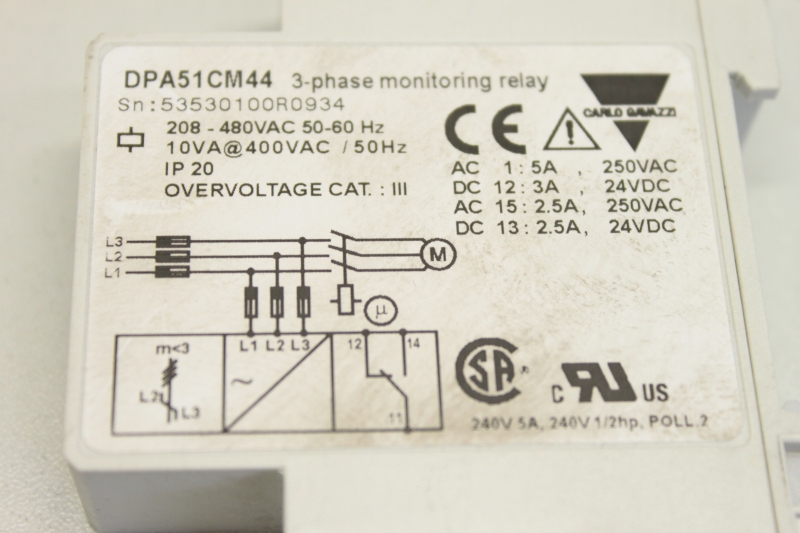 DPA51CM44 3-phase monitoring relay
Sn:53530100R0934
208 - 480VAC 50-60 Hz
10VA@400VAC / 50Hz
IP 20
OVERVOLTAGE CAT. : III
CE
CARLO GAVAZZI
AC 1 : 5A , 250VAC
DC 12 : 3A , 24VDC
AC 15 : 2.5A, 250VAC
DC 13 : 2.5A, 24VDC
L3
L2
L1
M
µ
m<3
L2
L3
L1 L2 L3
~
12
14
11
SA ®
c RU US
240V 5A, 240V 1/2hp, POLL.2